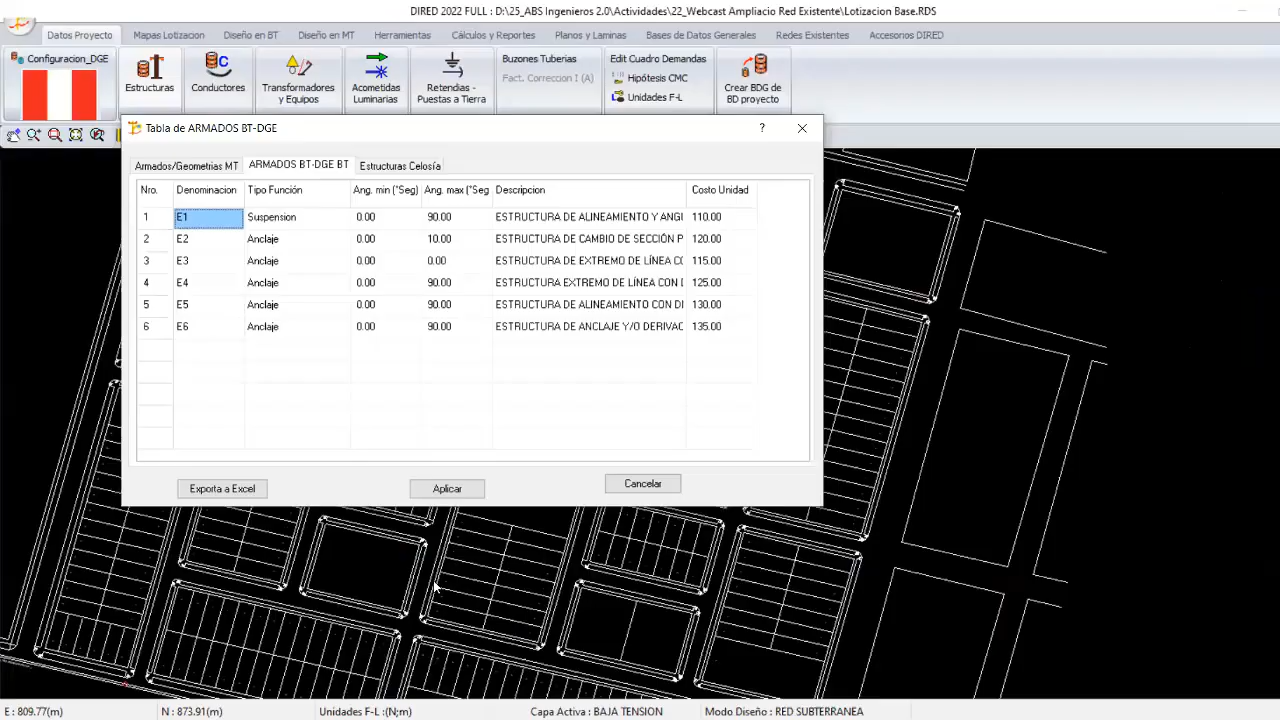 DIRED 2022 FULL : D:\25_ABS Ingenieros 2.0\Actividades\22_Webcast Ampliacio Red Existente\Lotizacion Base.RDS
Datos Proyecto Mapas Lotizacion Diseño en BT Diseño en MT Herramientas Cálculos y Reportes Planos y Laminas Bases de Datos Generales Redes Existentes Accesorios DIRED
Configuracion_DGE
Estructuras
Conductores
Transformadores
y Equipos
Acometidas
Luminarias
Retendias -
Puestas a Tierra
Buzones Tuberias
Fact. Correccion I (A)
Edit Cuadro Demandas
Hipótesis CMC
Unidades F-L
Crear BDG de
BD proyecto
Tabla de ARMADOS BT-DGE
Armados/Geometrias MT ARMADOS BT-DGE BT Estructuras Celosía
Nro. Denominacion Tipo Función Ang. min (°Seg) Ang. max (°Seg Descripcion Costo Unidad
1 E1 Suspension 0.00 90.00 ESTRUCTURA DE ALINEAMIENTO Y ANGI 110.00
2 E2 Anclaje 0.00 10.00 ESTRUCTURA DE CAMBIO DE SECCIÓN P 120.00
3 E3 Anclaje 0.00 0.00 ESTRUCTURA DE EXTREMO DE LÍNEA CO 115.00
4 E4 Anclaje 0.00 90.00 ESTRUCTURA EXTREMO DE LÍNEA CON I 125.00
5 E5 Anclaje 0.00 90.00 ESTRUCTURA DE ALINEAMIENTO CON DI 130.00
6 E6 Anclaje 0.00 90.00 ESTRUCTURA DE ANCLAJE Y/O DERIVAC 135.00
Exporta a Excel Aplicar Cancelar
E : 809.77(m) N : 873.91(m) Unidades F-L :(N;m) Capa Activa : BAJA TENSION Modo Diseño : RED SUBTERRANEA